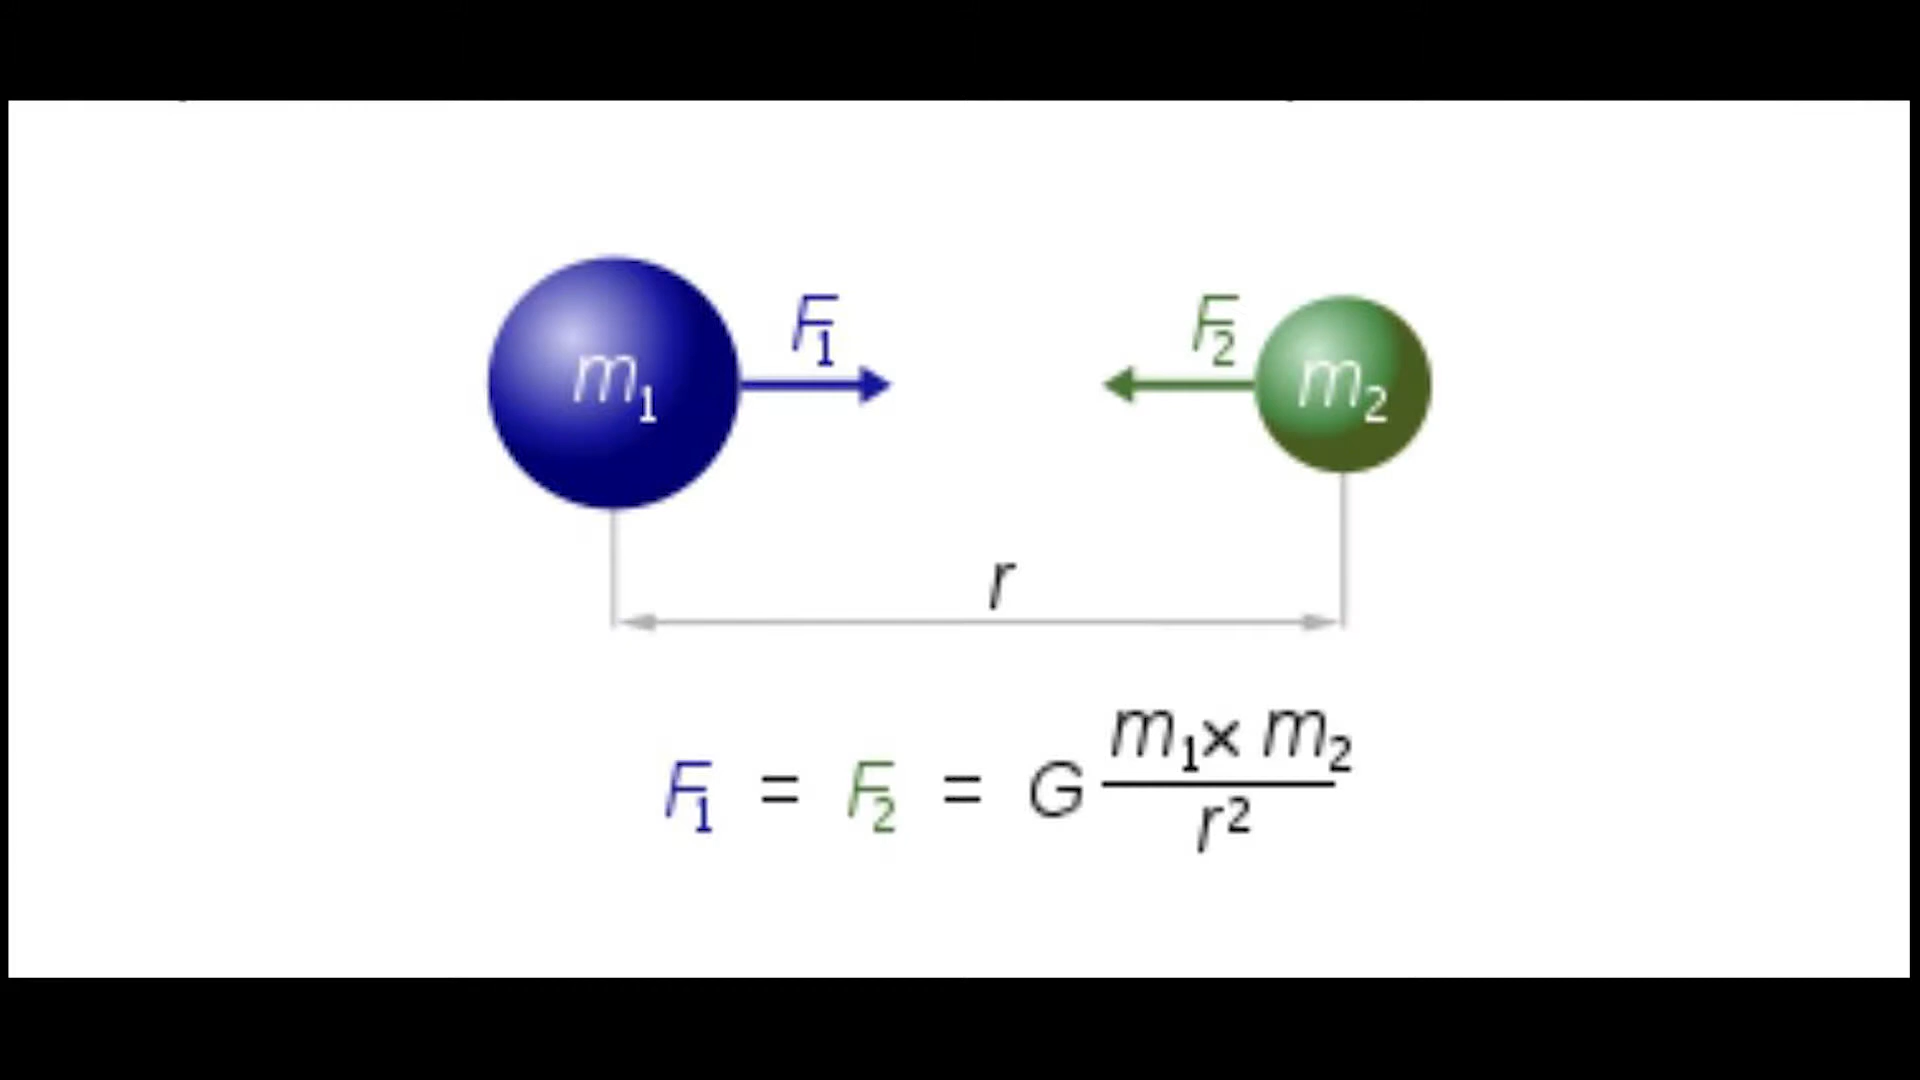 F₁ F₂
m₁ m₂
r
F₁ = F₂ = G m₁× m₂
r²